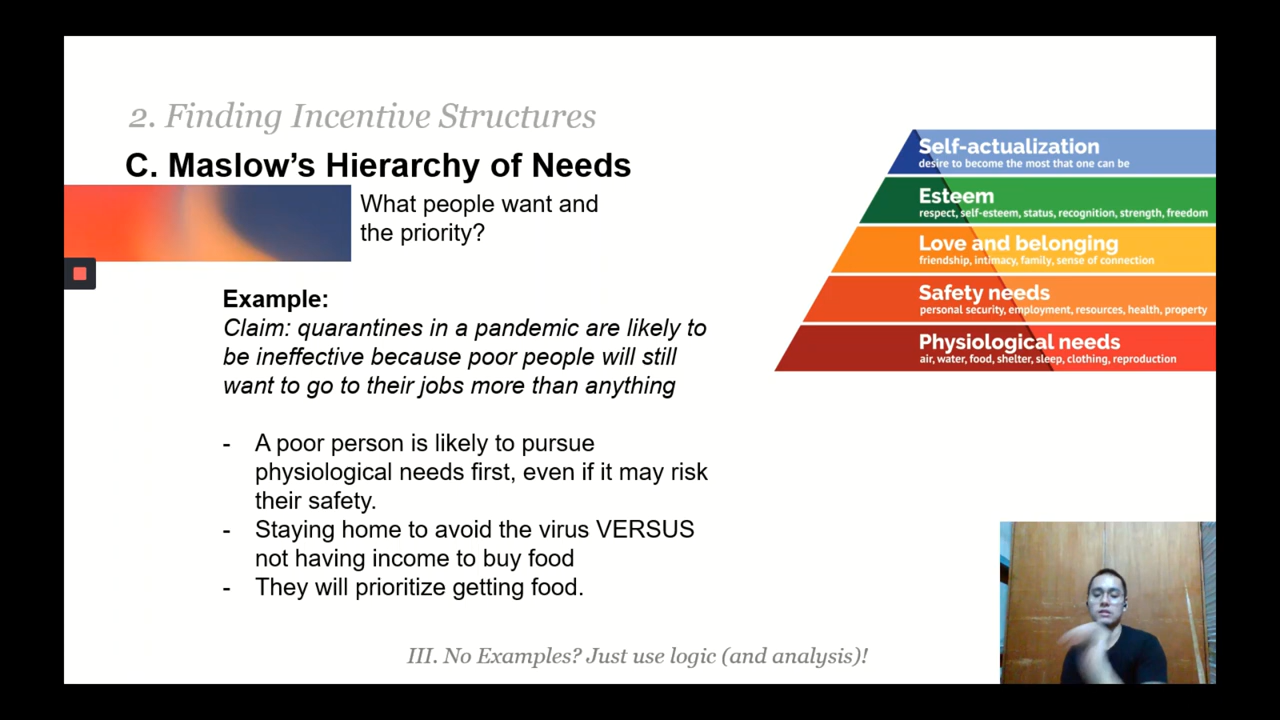 2. Finding Incentive Structures
C. Maslow's Hierarchy of Needs
What people want and
the priority?
Example:
Claim: quarantines in a pandemic are likely to
be ineffective because poor people will still
want to go to their jobs more than anything
- A poor person is likely to pursue
physiological needs first, even if it may risk
their safety.
- Staying home to avoid the virus VERSUS
not having income to buy food
- They will prioritize getting food.
Self-actualization
desire to become the most that one can be
Esteem
respect, self-esteem, status, recognition, strength, freedom
Love and belonging
friendship, intimacy, family, sense of connection
Safety needs
personal security, employment, resources, health, property
Physiological needs
air, water, food, shelter, sleep, clothing, reproduction
III. No Examples? Just use logic (and analysis)!